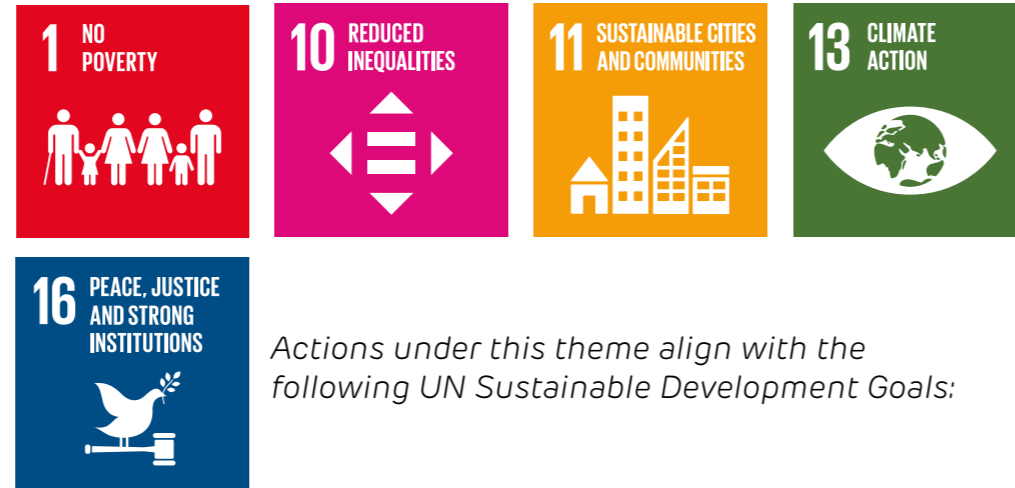 1 NO
POVERTY
10 REDUCED
INEQUALITIES
11 SUSTAINABLE CITIES
AND COMMUNITIES
13 CLIMATE
ACTION
16 PEACE, JUSTICE
AND STRONG
INSTITUTIONS
Actions under this theme align with the
following UN Sustainable Development Goals: